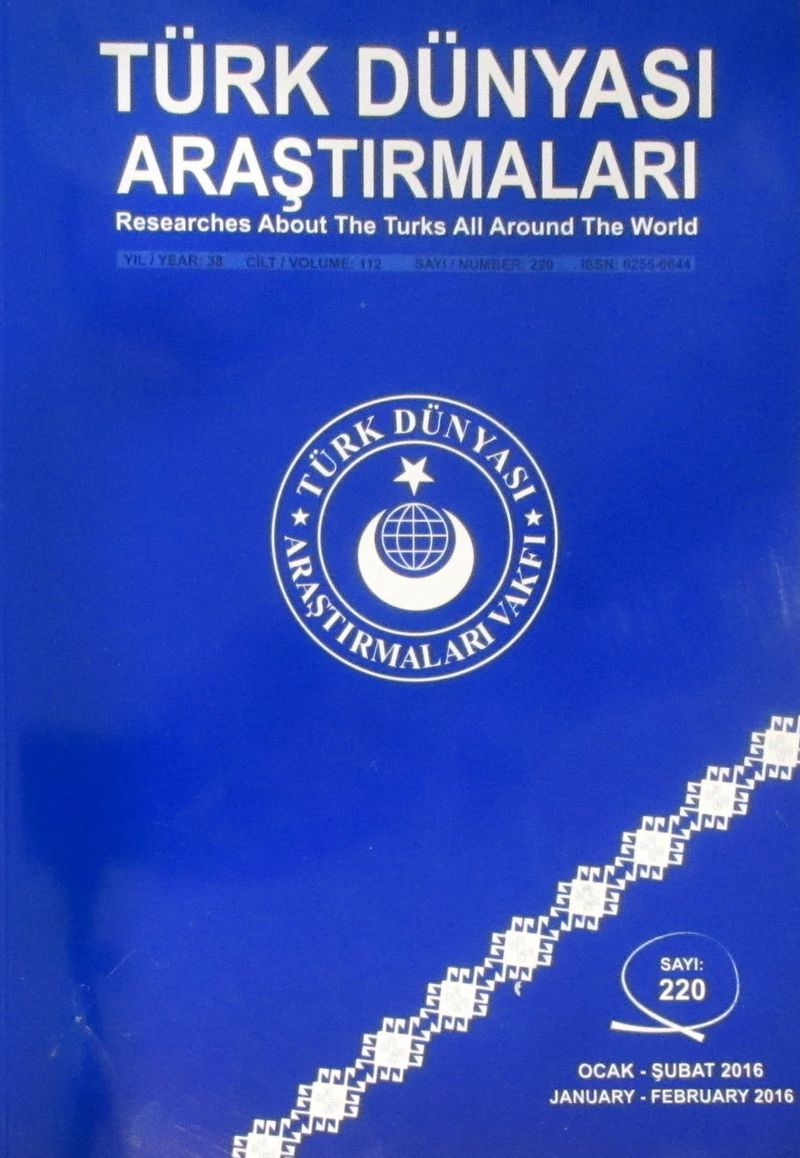 TÜRK DÜNYASI
ARAŞTIRMALARI
Researches About The Turks All Around The World
YIL / YEAR: 38 CİLT / VOLUME: 112 SAYI / NUMBER: 220 ISSN: 0255-0644
TÜRK DÜNYASI
ARAŞTIRMALARI VAKFI
SAYI:
220
OCAK - ŞUBAT 2016
JANUARY - FEBRUARY 2016